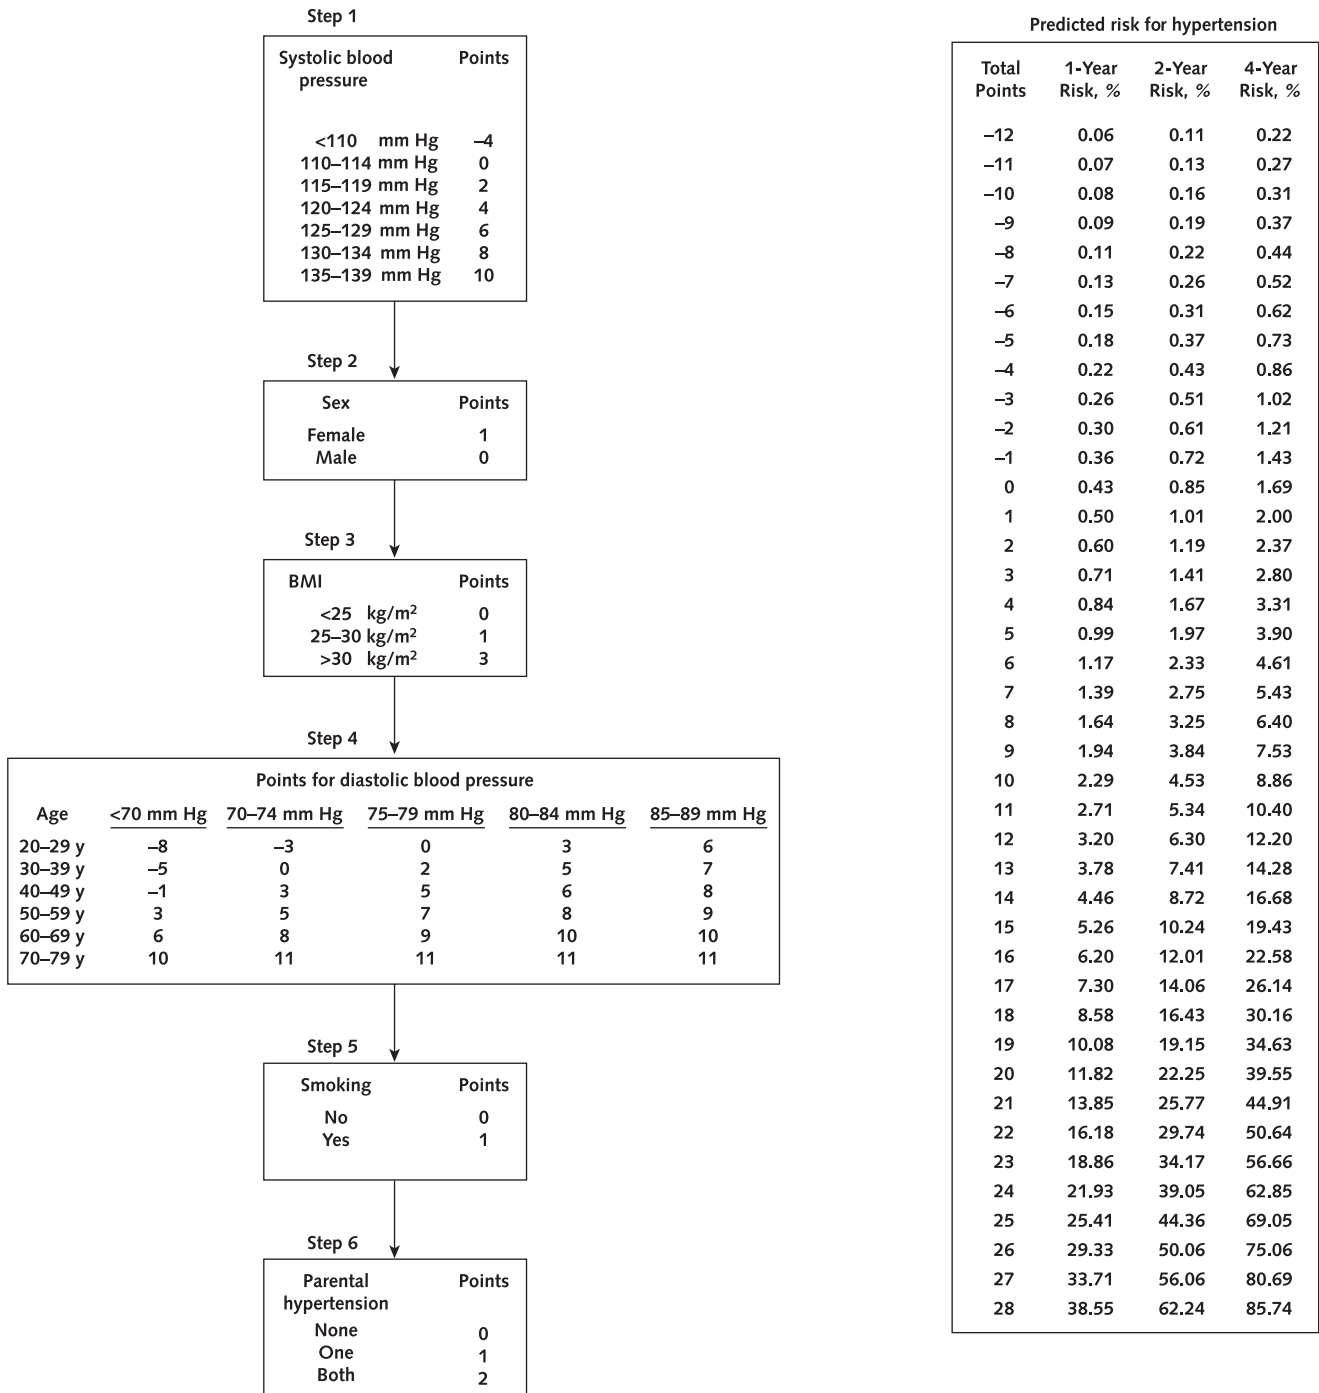 Step 1
Systolic blood Points
pressure
<110 mm Hg –4
110–114 mm Hg 0
115–119 mm Hg 2
120–124 mm Hg 4
125–129 mm Hg 6
130–134 mm Hg 8
135–139 mm Hg 10
Step 2
Sex Points
Female 1
Male 0
Step 3
BMI Points
<25 kg/m² 0
25–30 kg/m² 1
>30 kg/m² 3
Step 4
Points for diastolic blood pressure
Age <70 mm Hg 70–74 mm Hg 75–79 mm Hg 80–84 mm Hg 85–89 mm Hg
20–29 y –8 –3 0 3 6
30–39 y –5 0 2 5 7
40–49 y –1 3 5 6 8
50–59 y 3 5 7 8 9
60–69 y 6 8 9 10 10
70–79 y 10 11 11 11 11
Step 5
Smoking Points
No 0
Yes 1
Step 6
Parental Points
hypertension
None 0
One 1
Both 2
Predicted risk for hypertension
Total 1-Year 2-Year 4-Year
Points Risk, % Risk, % Risk, %
–12 0.06 0.11 0.22
–11 0.07 0.13 0.27
–10 0.08 0.16 0.31
–9 0.09 0.19 0.37
–8 0.11 0.22 0.44
–7 0.13 0.26 0.52
–6 0.15 0.31 0.62
–5 0.18 0.37 0.73
–4 0.22 0.43 0.86
–3 0.26 0.51 1.02
–2 0.30 0.61 1.21
–1 0.36 0.72 1.43
0 0.43 0.85 1.69
1 0.50 1.01 2.00
2 0.60 1.19 2.37
3 0.71 1.41 2.80
4 0.84 1.67 3.31
5 0.99 1.97 3.90
6 1.17 2.33 4.61
7 1.39 2.75 5.43
8 1.64 3.25 6.40
9 1.94 3.84 7.53
10 2.29 4.53 8.86
11 2.71 5.34 10.40
12 3.20 6.30 12.20
13 3.78 7.41 14.28
14 4.46 8.72 16.68
15 5.26 10.24 19.43
16 6.20 12.01 22.58
17 7.30 14.06 26.14
18 8.58 16.43 30.16
19 10.08 19.15 34.63
20 11.82 22.25 39.55
21 13.85 25.77 44.91
22 16.18 29.74 50.64
23 18.86 34.17 56.66
24 21.93 39.05 62.85
25 25.41 44.36 69.05
26 29.33 50.06 75.06
27 33.71 56.06 80.69
28 38.55 62.24 85.74